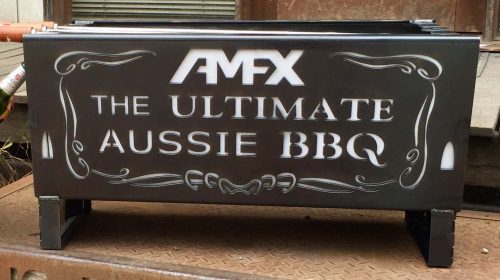 AMFX
THE ULTIMATE
AUSSIE BBQ